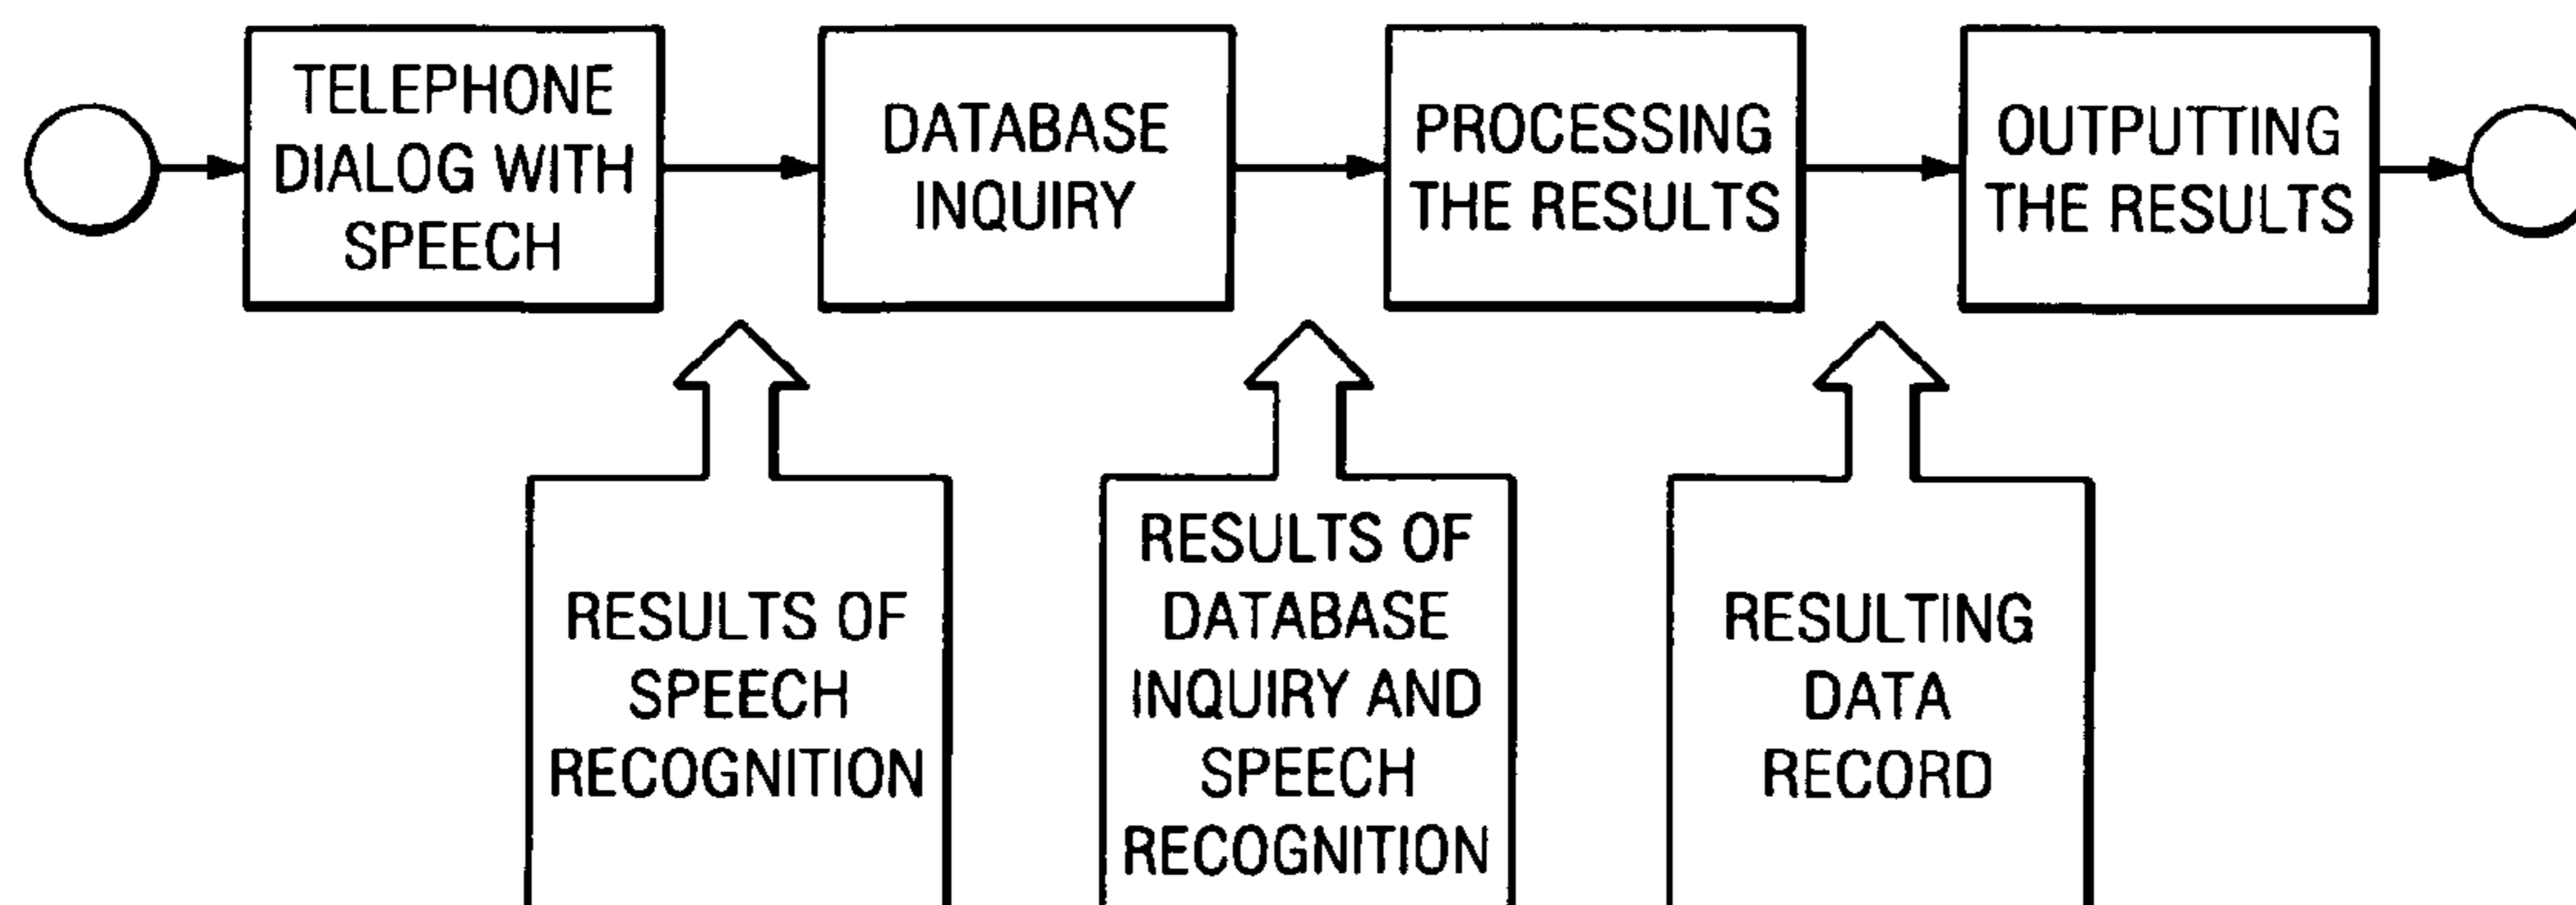 TELEPHONE
DIALOG WITH
SPEECH
DATABASE
INQUIRY
PROCESSING
THE RESULTS
OUTPUTTING
THE RESULTS
RESULTS OF
SPEECH
RECOGNITION
RESULTS OF
DATABASE
INQUIRY AND
SPEECH
RECOGNITION
RESULTING
DATA
RECORD